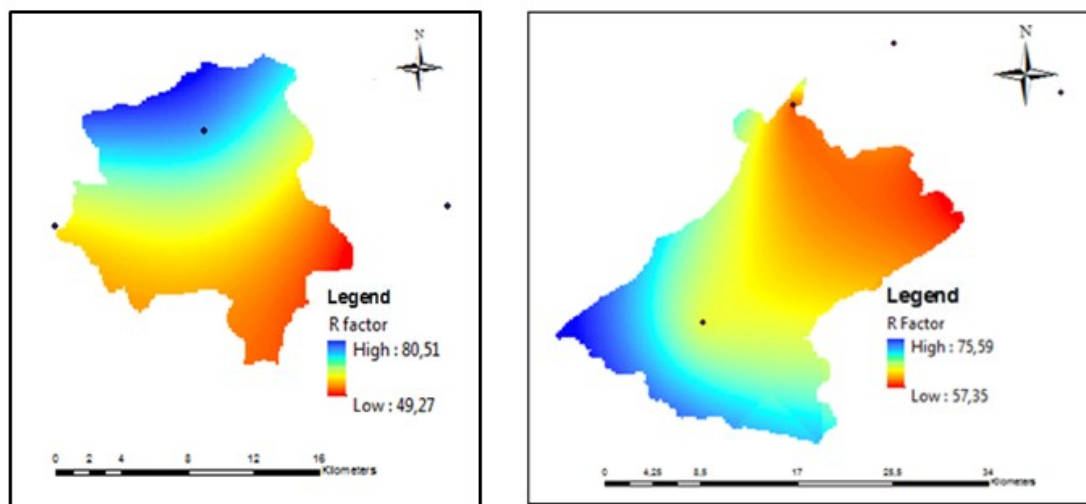 N
Legend
R factor
High : 80,51
Low : 49,27
0 2 4 8 12 16
Kilometers
N
Legend
R Factor
High : 75,59
Low : 57,35
0 4,25 8,5 17 25,5 34
Kilometers